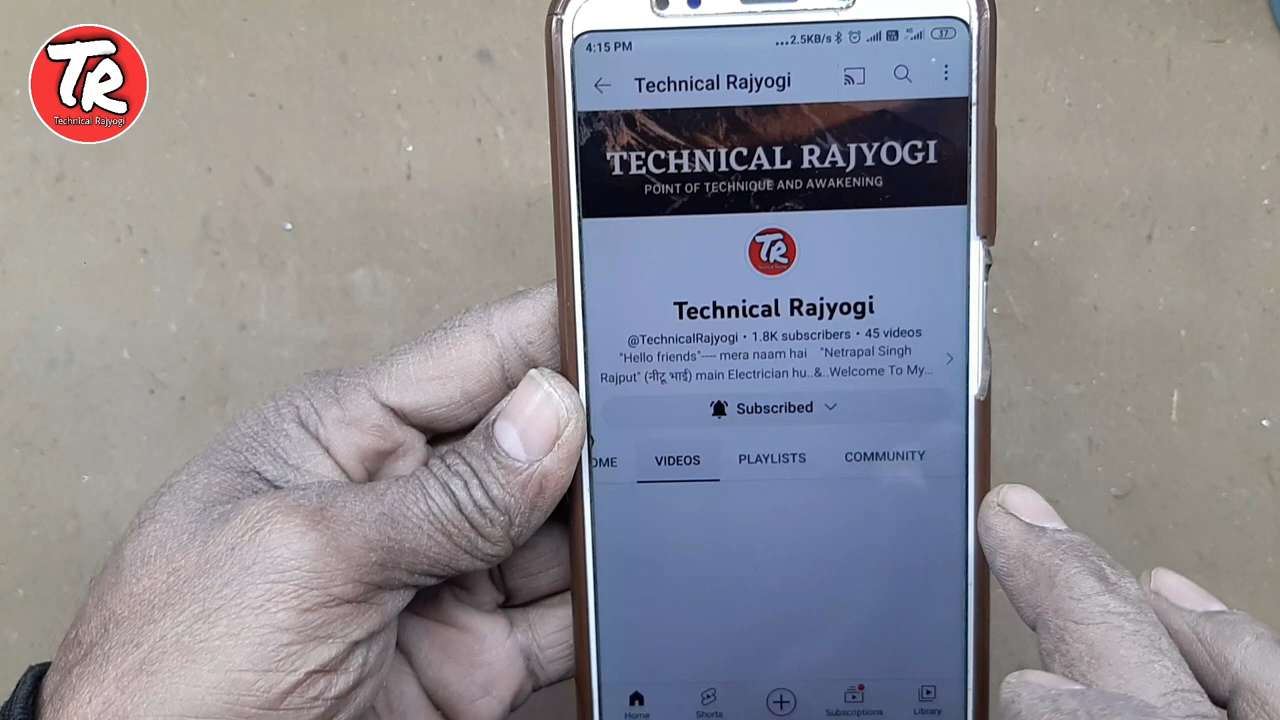 TR
Technical Rajyogi
4:15 PM
...2.5KB/s 4G 37
Technical Rajyogi
TECHNICAL RAJYOGI
POINT OF TECHNIQUE AND AWAKENING
TR
Technical Rajyogi
@TechnicalRajyogi • 1.8K subscribers • 45 videos
"Hello friends"---- mera naam hai "Netrapal Singh
Rajput" (नीटू भाई) main Electrician hu..&..Welcome To My...
Subscribed
OME VIDEOS PLAYLISTS COMMUNITY
Home Shorts Subscriptions Library